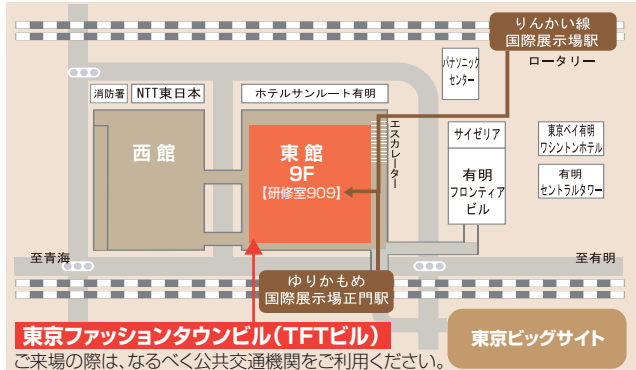 りんかい線
国際展示場駅
ロータリー
パナソニック
センター
消防署
NTT東日本
ホテルサンルート有明
エスカレーター
サイゼリア
東京ベイ有明
ワシントンホテル
西館
東館
9F
【研修室909】
有明
フロンティア
ビル
有明
セントラルタワー
至青海
至有明
ゆりかもめ
国際展示場正門駅
東京ファッションタウンビル(TFTビル)
東京ビッグサイト
ご来場の際は、なるべく公共交通機関をご利用ください。